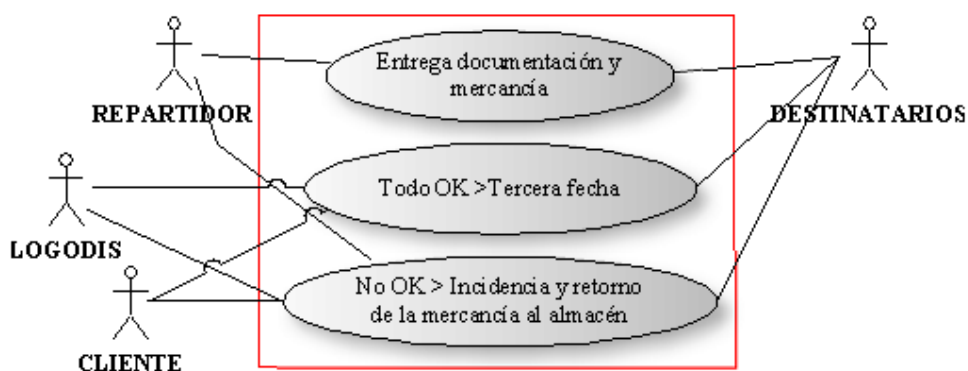 Entrega documentación y
mercancía
REPARTIDOR
DESTINATARIOS
Todo OK >Tercera fecha
LOGODIS
No OK > Incidencia y retorno
de la mercancía al almacén
CLIENTE